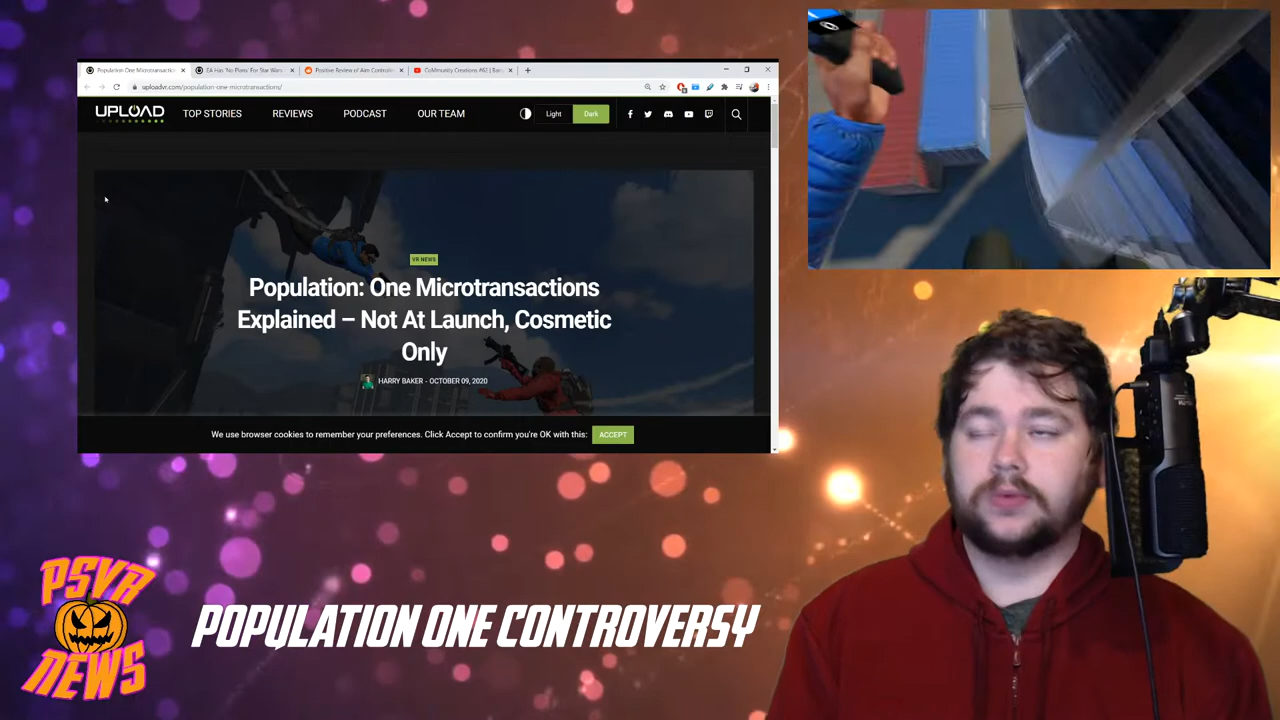 Population One Microtransaction
EA Has 'No Plans' For Star Wars
Positive Review of Aim Controlle
CoMmunity Creations #62 | Bar
uploadvr.com/population-one-microtransactions/
UPLOAD
TOP STORIES
REVIEWS
PODCAST
OUR TEAM
Light
Dark
VR NEWS
Population: One Microtransactions
Explained – Not At Launch, Cosmetic
Only
HARRY BAKER - OCTOBER 09, 2020
We use browser cookies to remember your preferences. Click Accept to confirm you're OK with this:
ACCEPT
PSVR
NEWS
POPULATION ONE CONTROVERSY